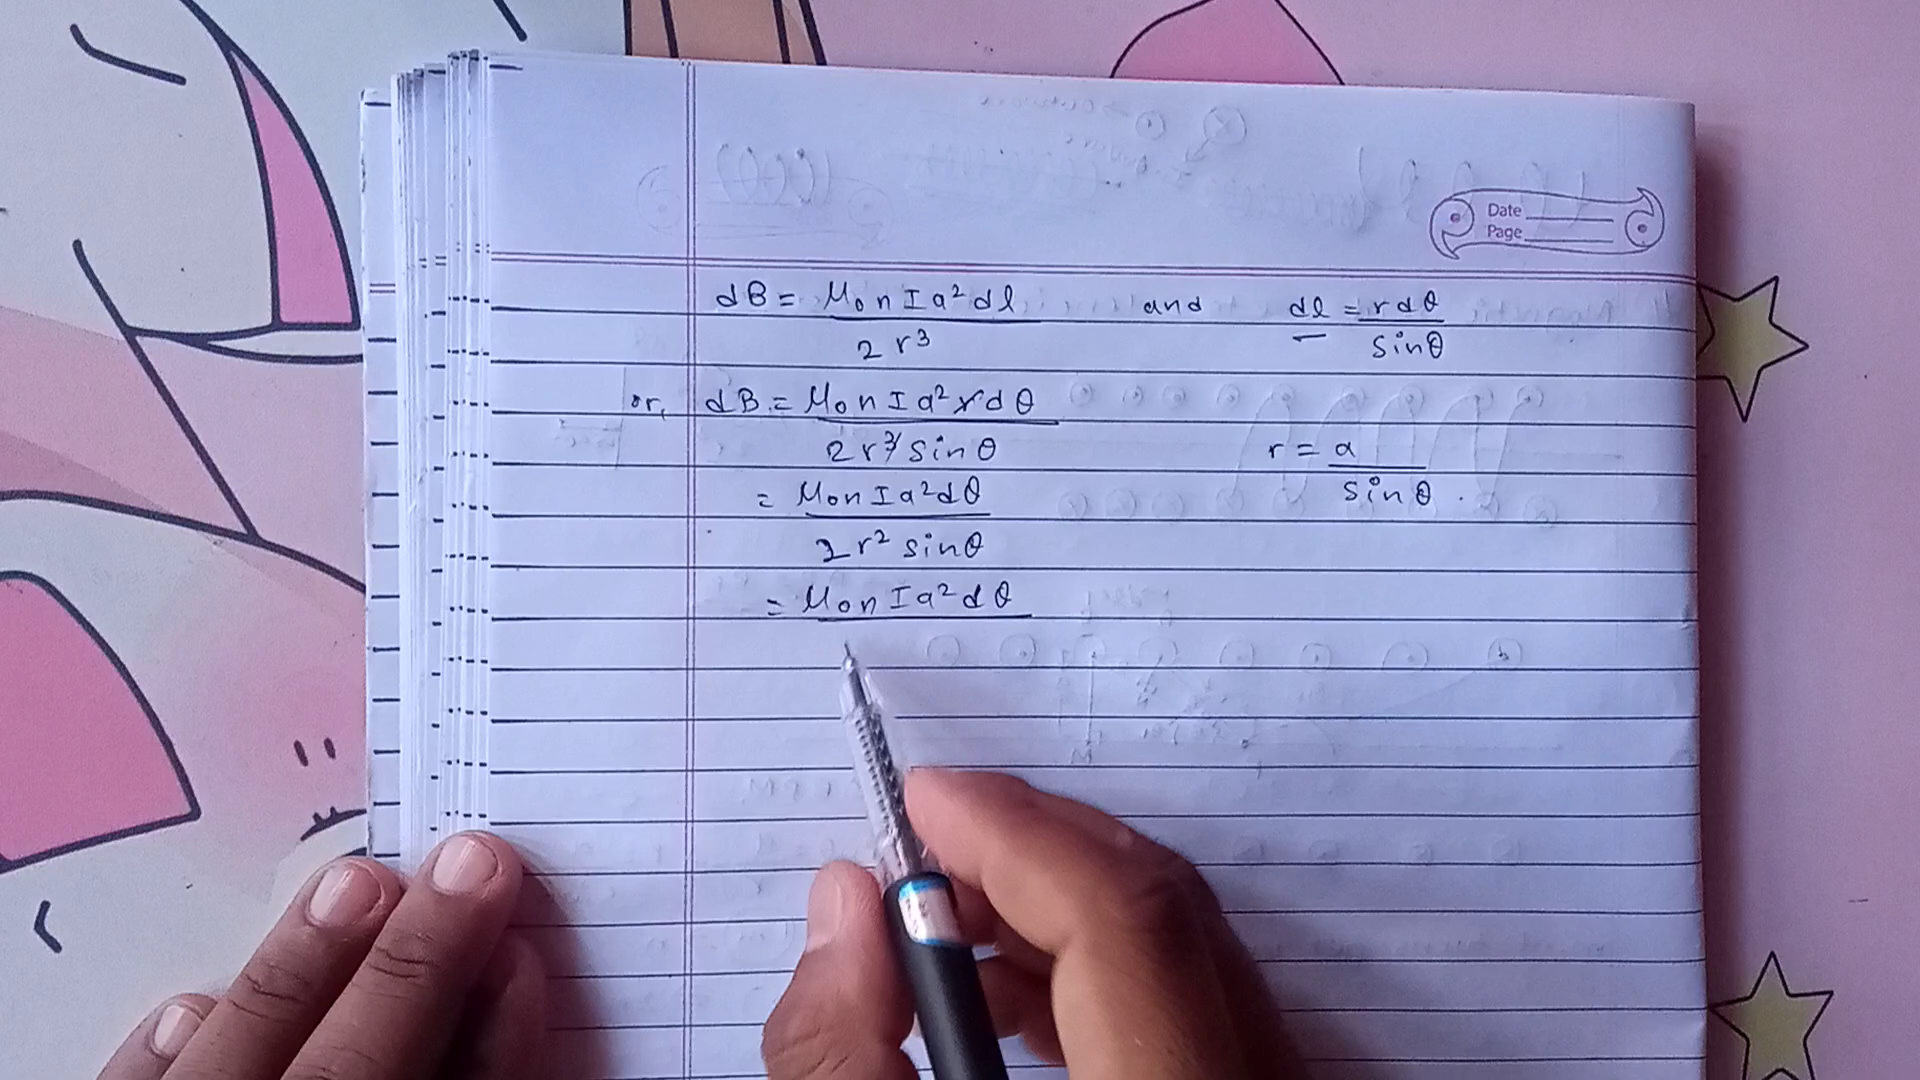 Date
Page
dB = μ₀nIa²dl / 2r³ and dl = rdθ / sinθ
or, dB = μ₀nIa²rdθ / 2r³sinθ
r = a / sinθ.
= μ₀nIa²dθ / 2r²sinθ
= μ₀nIa²dθ